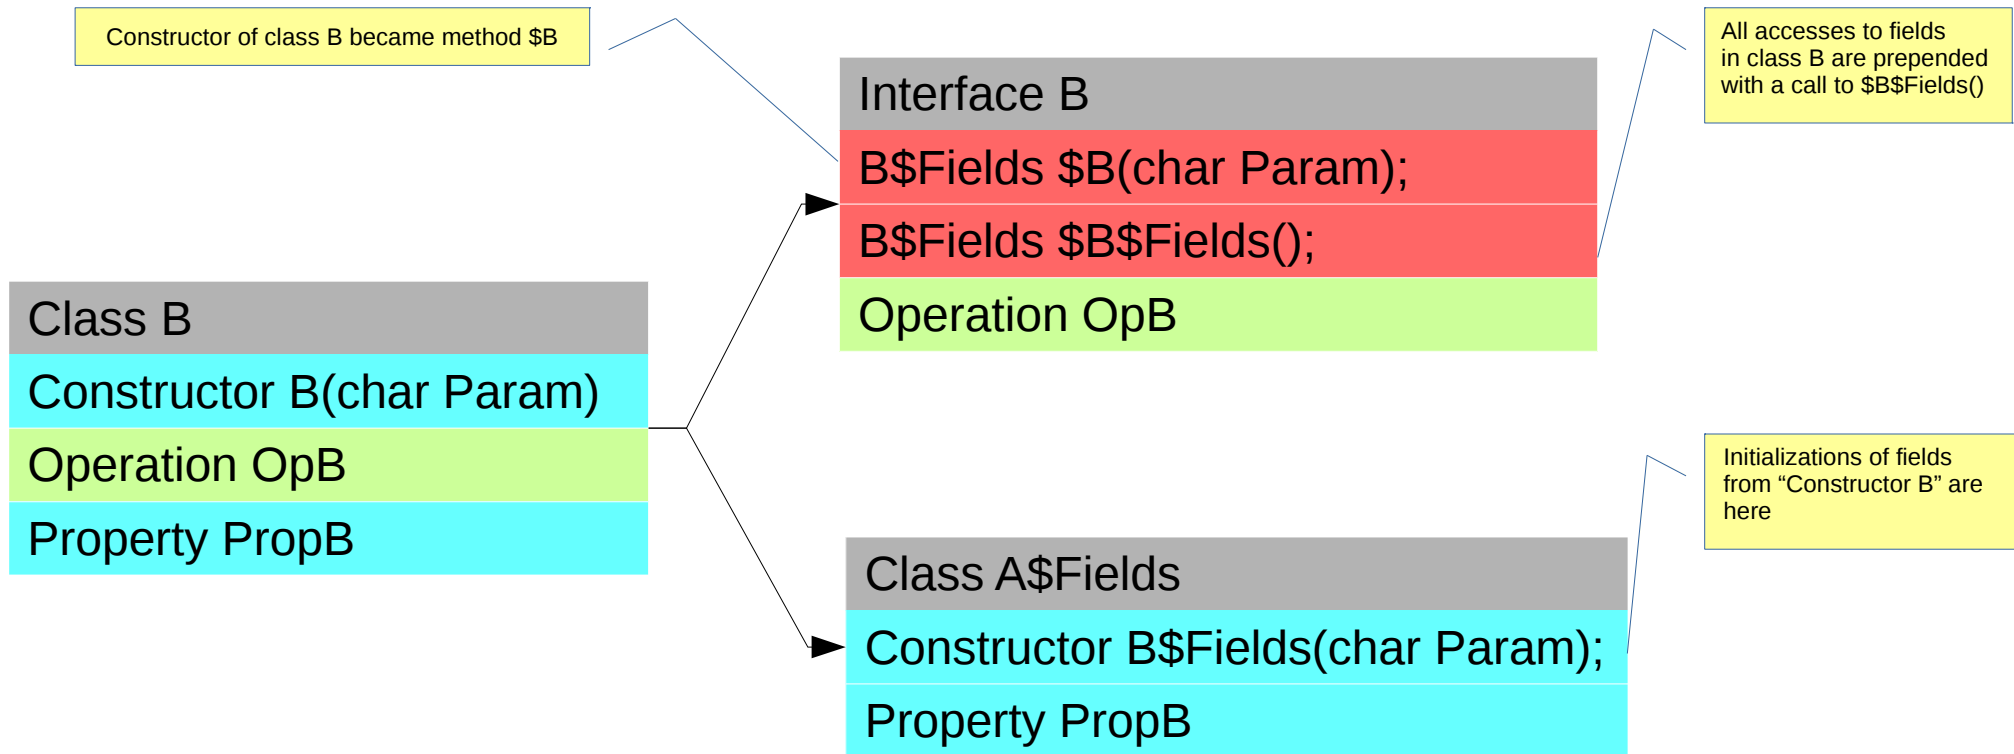 Constructor of class B became method $B
All accesses to fields
in class B are prepended
with a call to $B$Fields()
Interface B
B$Fields $B(char Param);
B$Fields $B$Fields();
Operation OpB
Class B
Constructor B(char Param)
Operation OpB
Property PropB
Initializations of fields
from “Constructor B” are
here
Class A$Fields
Constructor B$Fields(char Param);
Property PropB